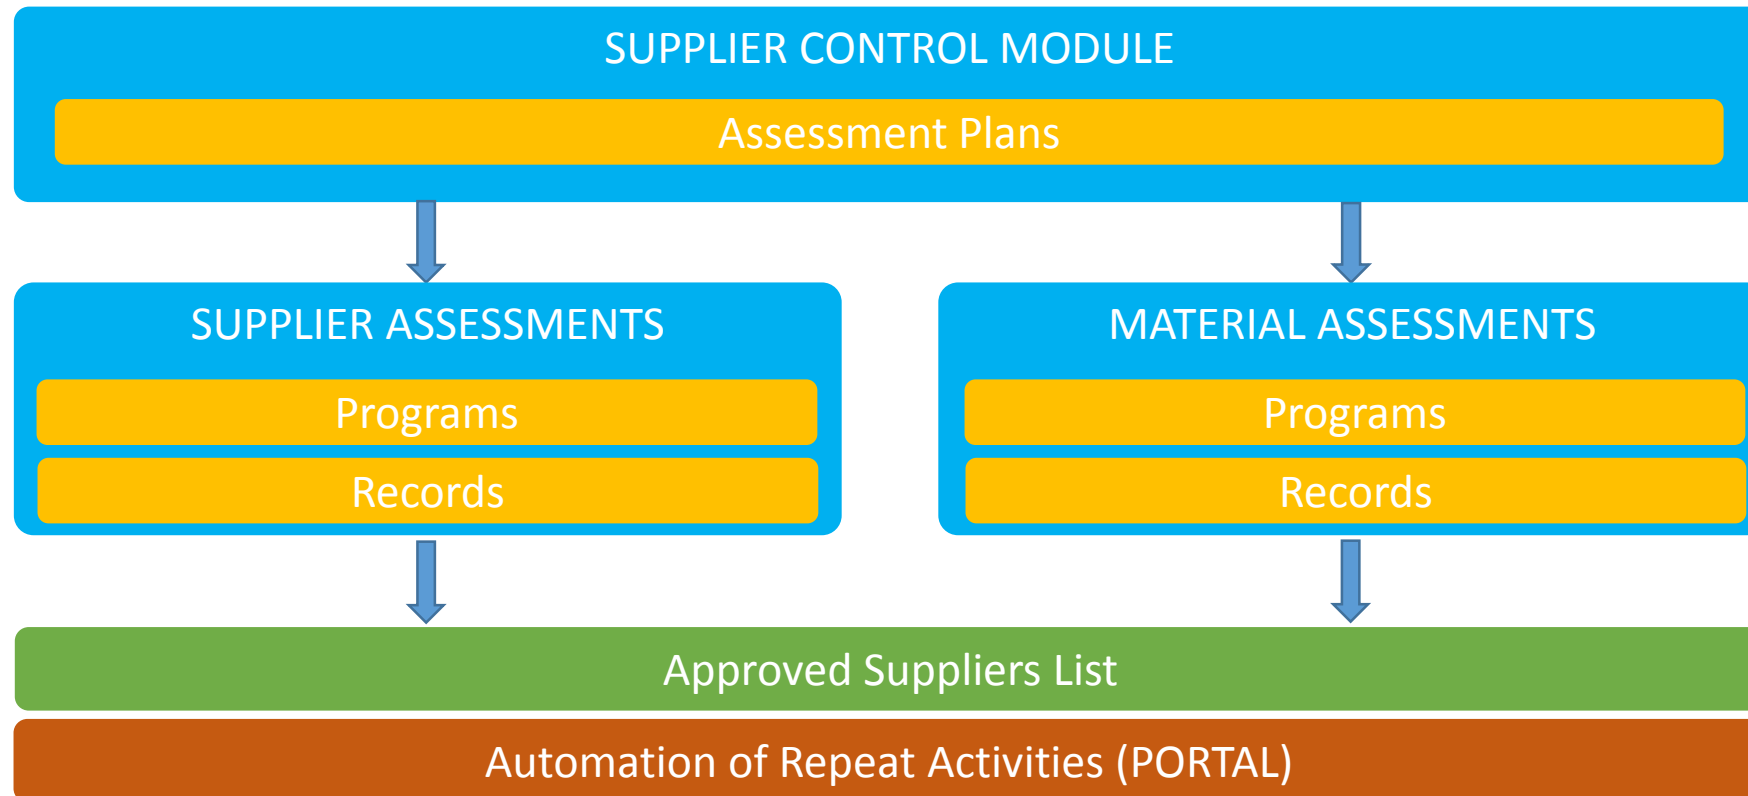 SUPPLIER CONTROL MODULE
Assessment Plans
SUPPLIER ASSESSMENTS
Programs
Records
MATERIAL ASSESSMENTS
Programs
Records
Approved Suppliers List
Automation of Repeat Activities (PORTAL)